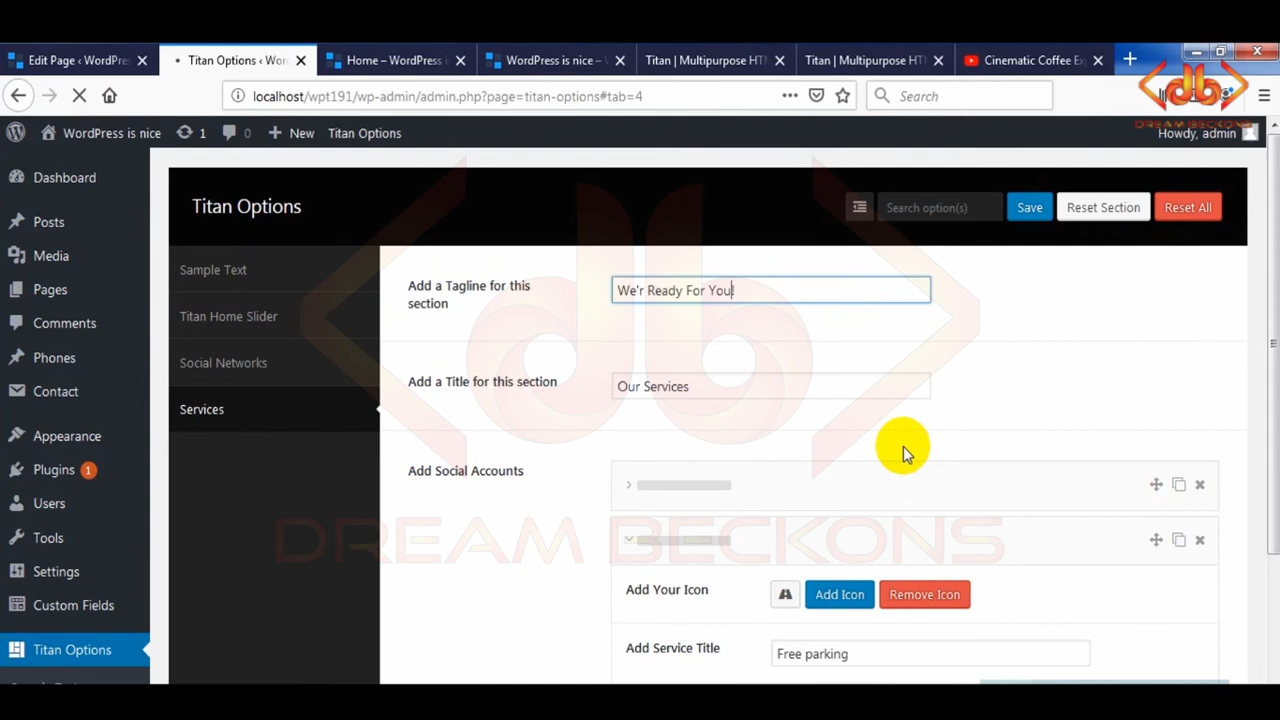 Edit Page ‹ WordPre
Titan Options ‹ Wor
Home – WordPress i
WordPress is nice –
Titan | Multipurpose HT
Titan | Multipurpose HT
Cinematic Coffee Ex
localhost/wpt191/wp-admin/admin.php?page=titan-options#tab=4
Search
DREAM BECKONS
WordPress is nice
1
0
New
Titan Options
Howdy, admin
Dashboard
Posts
Media
Pages
Comments
Phones
Contact
Appearance
Plugins 1
Users
Tools
Settings
Custom Fields
Titan Options
Titan Options
Search option(s)
Save
Reset Section
Reset All
Sample Text
Titan Home Slider
Social Networks
Services
Add a Tagline for this
section
We'r Ready For You!
Add a Title for this section
Our Services
Add Social Accounts
DREAM BECKONS
Add Your Icon
Add Icon
Remove Icon
Add Service Title
Free parking